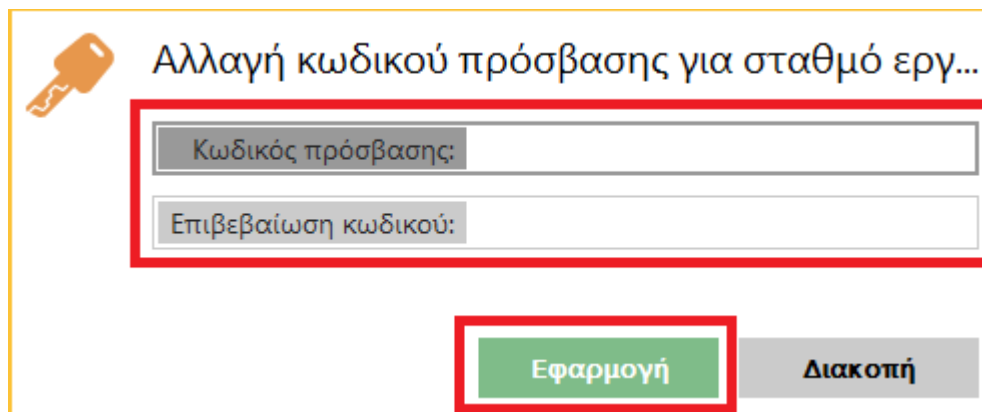 Αλλαγή κωδικού πρόσβασης για σταθμό εργ...
Κωδικός πρόσβασης:
Επιβεβαίωση κωδικού:
Εφαρμογή
Διακοπή